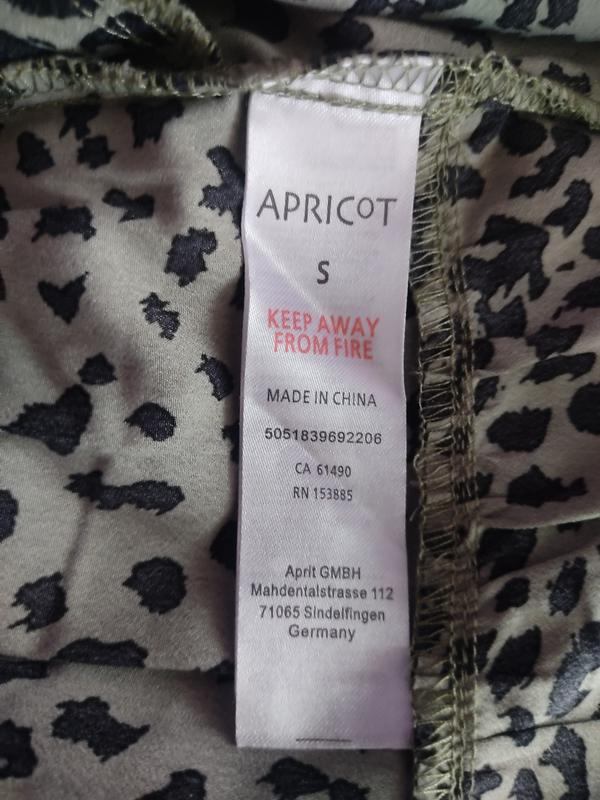 APRICOT
S
KEEP AWAY
FROM FIRE
MADE IN CHINA
5051839692206
CA 61490
RN 153885
Aprit GMBH
Mahdentalstrasse 112
71065 Sindelfingen
Germany